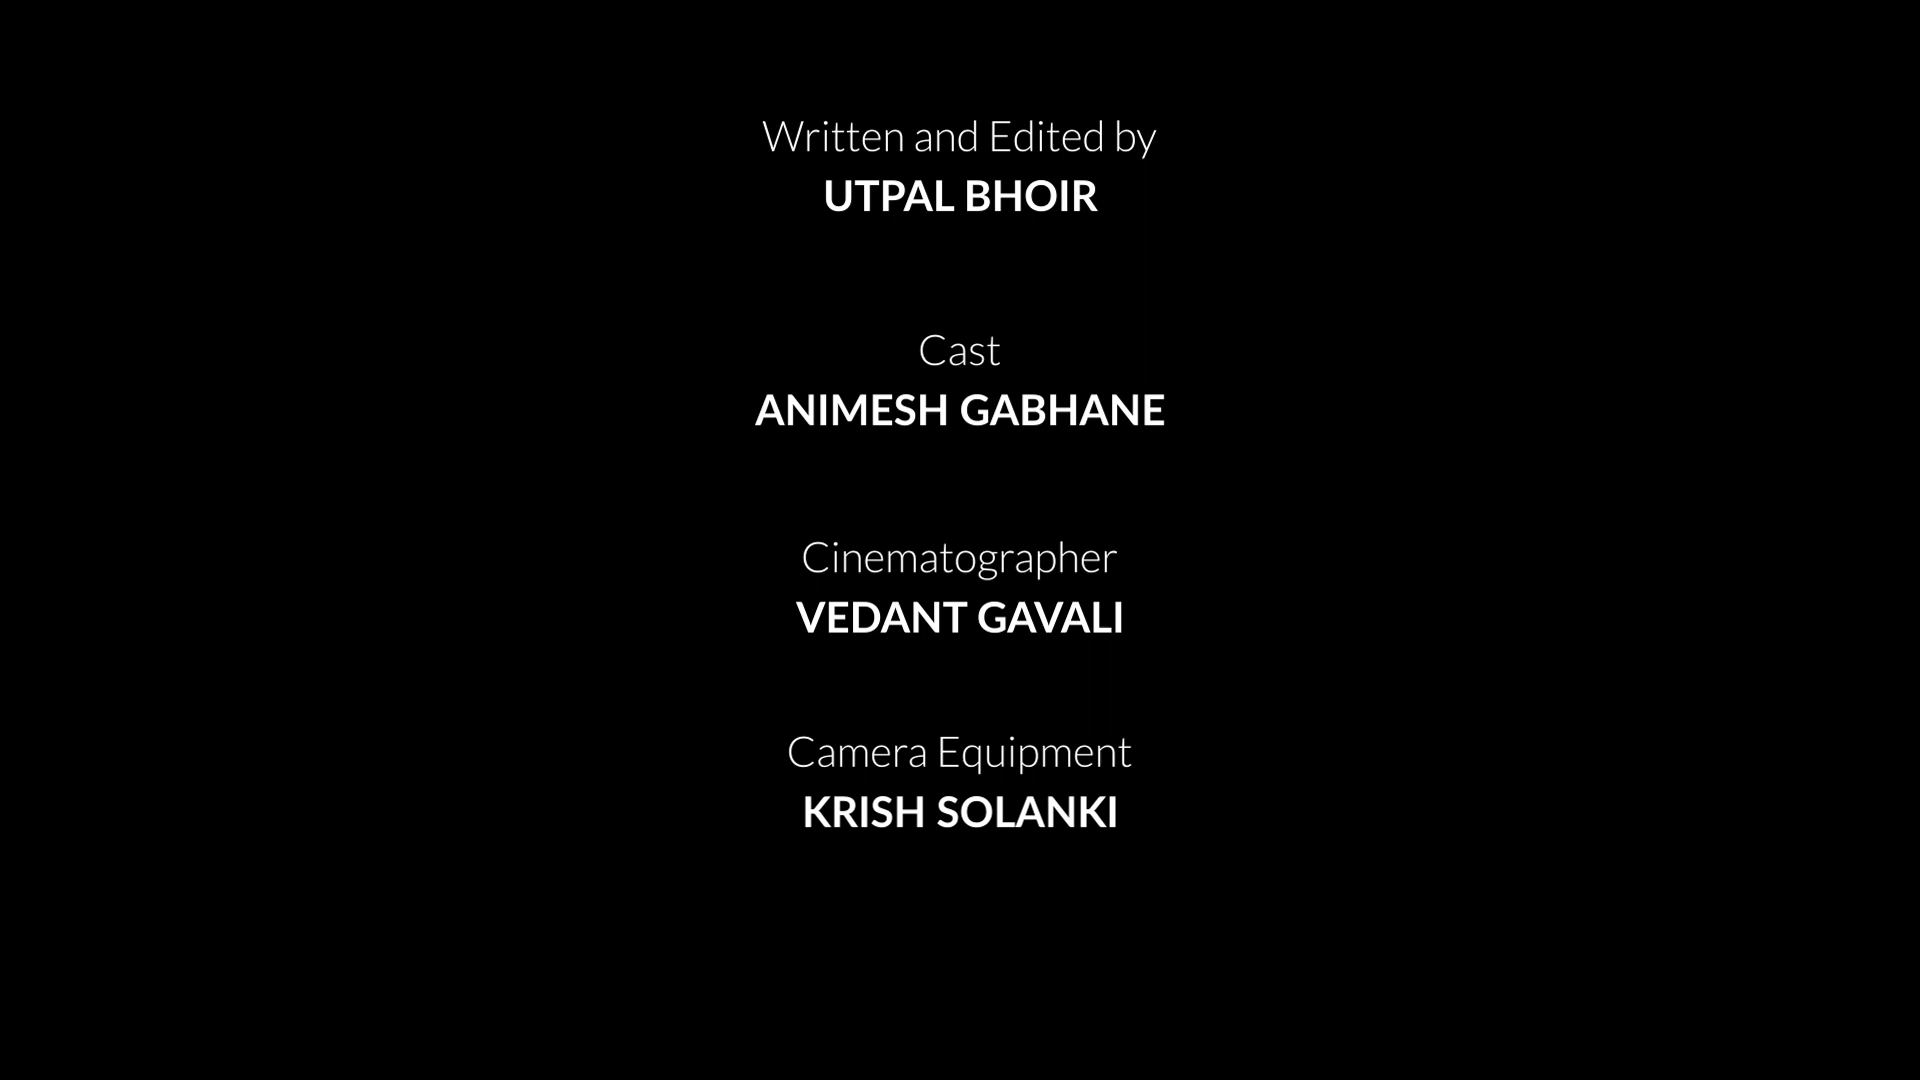 Written and Edited by
UTPAL BHOIR
Cast
ANIMESH GABHANE
Cinematographer
VEDANT GAVALI
Camera Equipment
KRISH SOLANKI